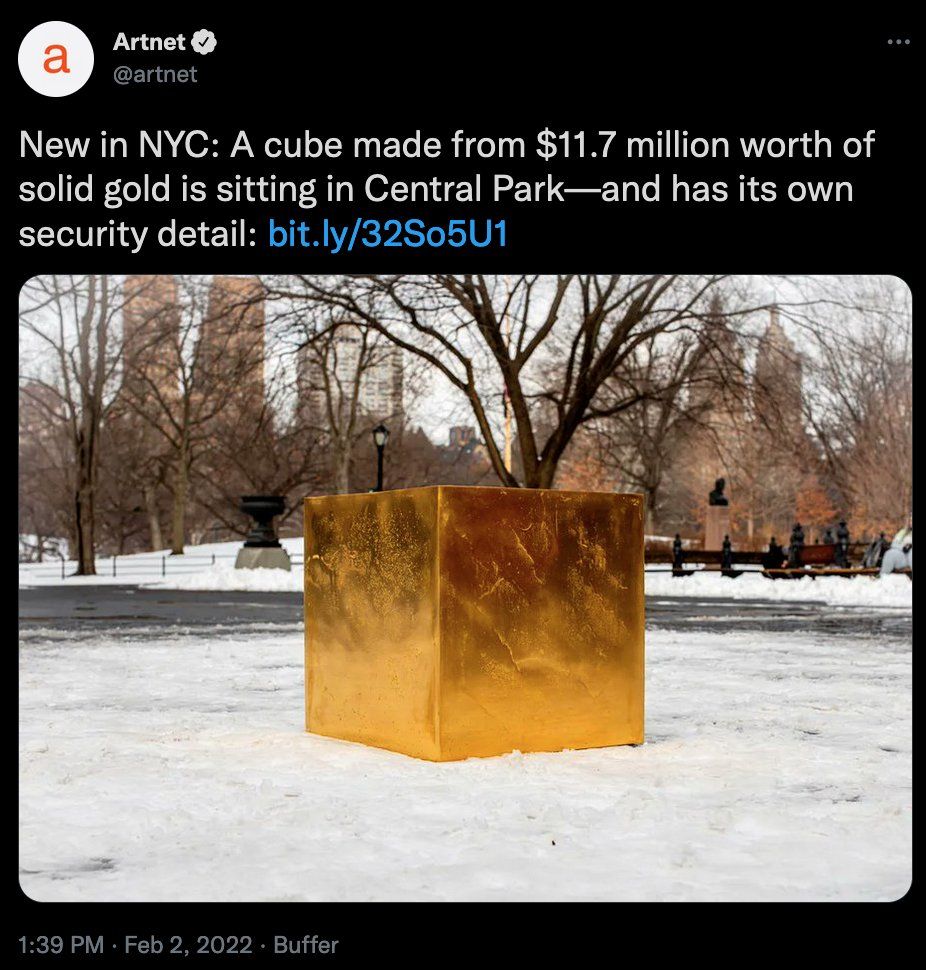 a
Artnet
@artnet
New in NYC: A cube made from $11.7 million worth of
solid gold is sitting in Central Park—and has its own
security detail: bit.ly/32So5U1
1:39 PM · Feb 2, 2022 · Buffer